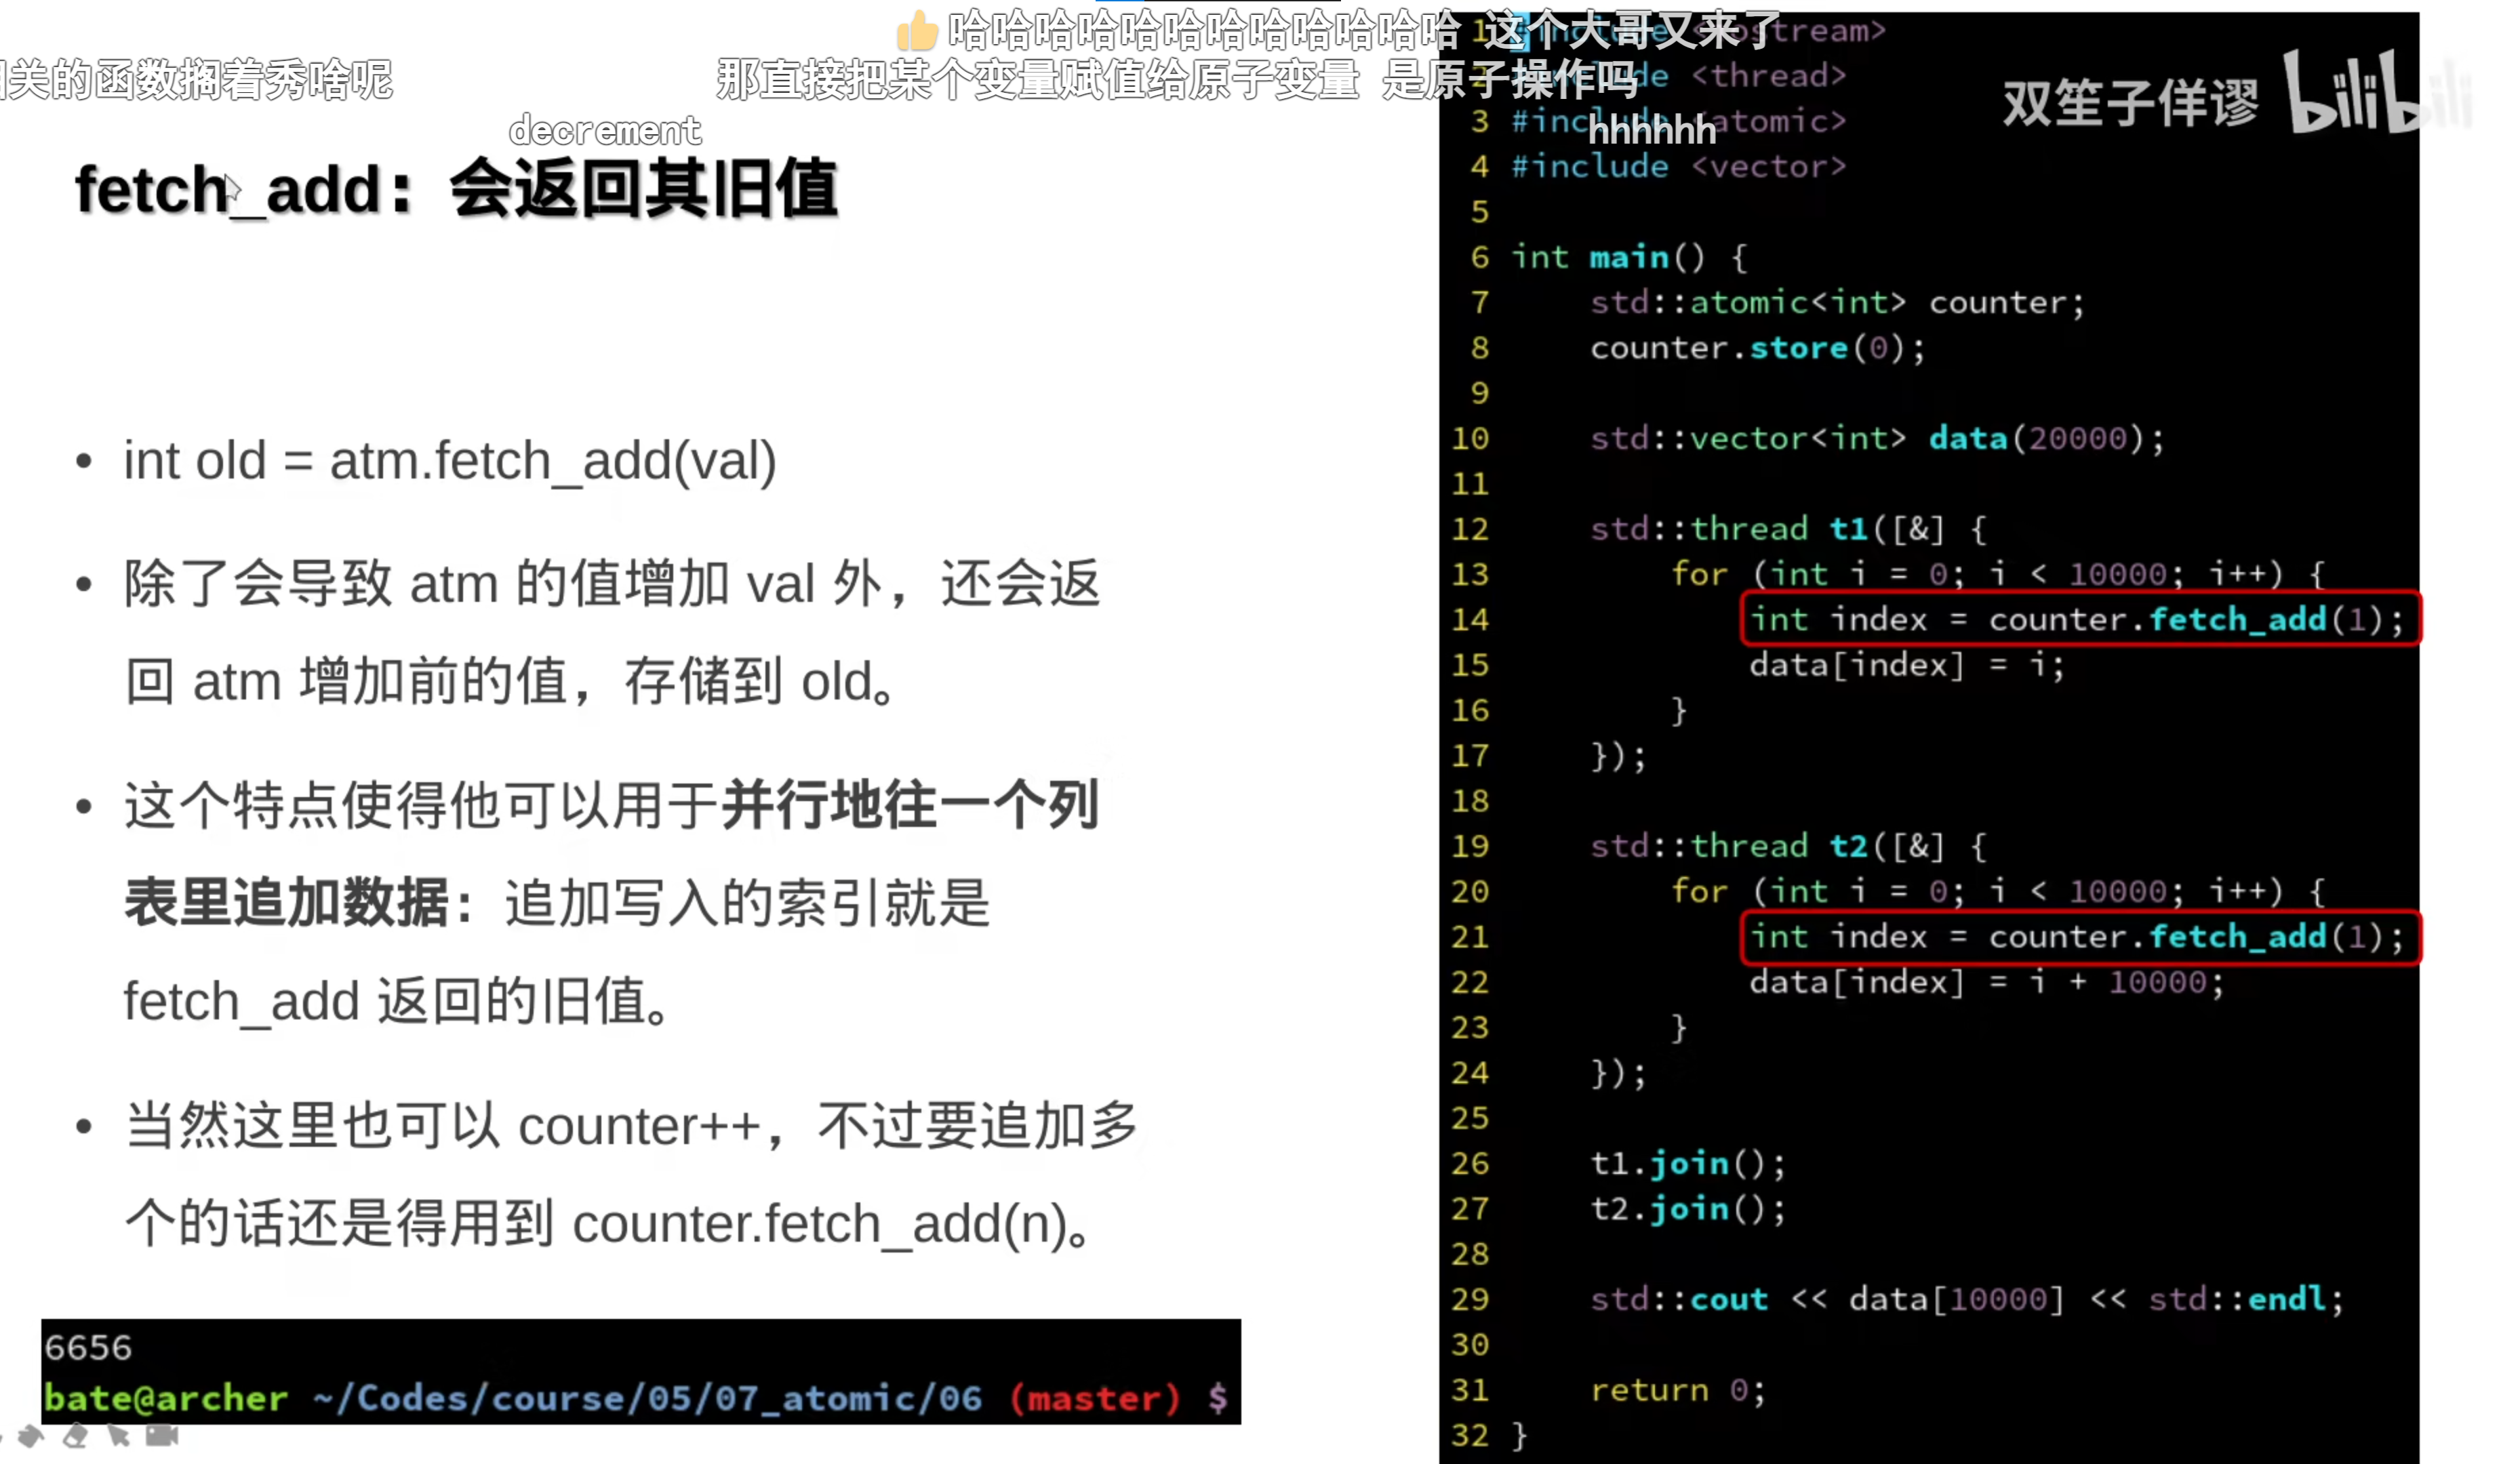 👍哈哈哈哈哈哈哈哈哈哈哈哈 这个大哥又来了
关的函数搁着秀啥呢
那直接把某个变量赋值给原子变量 是原子操作吗
decrement
hhhhhh
双笙子佯谬 bilibili
fetch_add：会返回其旧值
• int old = atm.fetch_add(val)
• 除了会导致 atm 的值增加 val 外，还会返
回 atm 增加前的值，存储到 old。
• 这个特点使得他可以用于并行地往一个列
表里追加数据：追加写入的索引就是
fetch_add 返回的旧值。
• 当然这里也可以 counter++，不过要追加多
个的话还是得用到 counter.fetch_add(n)。
6656
bate@archer ~/Codes/course/05/07_atomic/06 (master) $
1
2 <thread>
3 #include <atomic>
4 #include <vector>
5
6 int main() {
7     std::atomic<int> counter;
8     counter.store(0);
9
10     std::vector<int> data(20000);
11
12     std::thread t1([&] {
13         for (int i = 0; i < 10000; i++) {
14             int index = counter.fetch_add(1);
15             data[index] = i;
16         }
17     });
18
19     std::thread t2([&] {
20         for (int i = 0; i < 10000; i++) {
21             int index = counter.fetch_add(1);
22             data[index] = i + 10000;
23         }
24     });
25
26     t1.join();
27     t2.join();
28
29     std::cout << data[10000] << std::endl;
30
31     return 0;
32 }